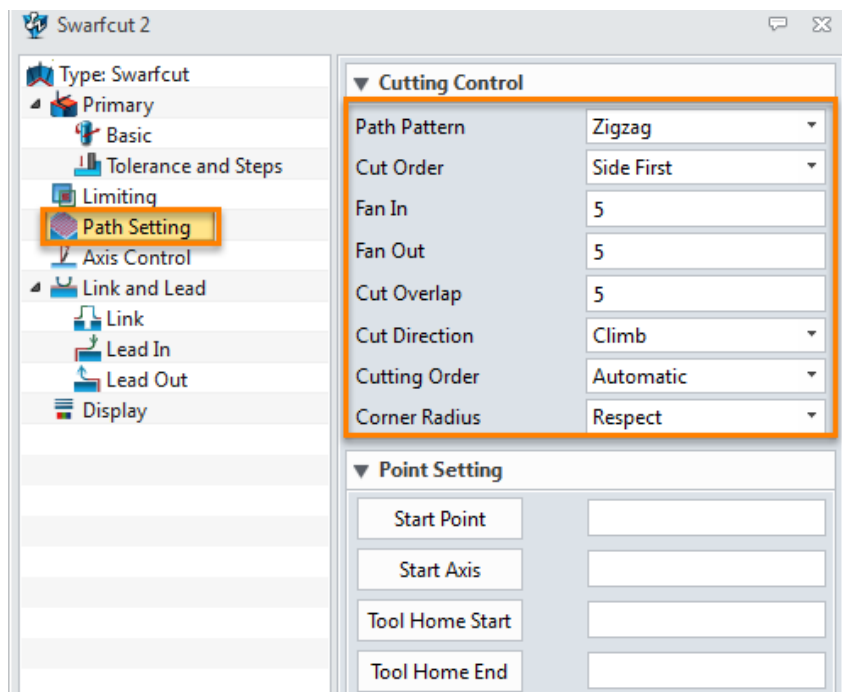 Swarfcut 2
Type: Swarfcut
Primary
Basic
Tolerance and Steps
Limiting
Path Setting
Axis Control
Link and Lead
Link
Lead In
Lead Out
Display
Cutting Control
Path Pattern Zigzag
Cut Order Side First
Fan In 5
Fan Out 5
Cut Overlap 5
Cut Direction Climb
Cutting Order Automatic
Corner Radius Respect
Point Setting
Start Point
Start Axis
Tool Home Start
Tool Home End